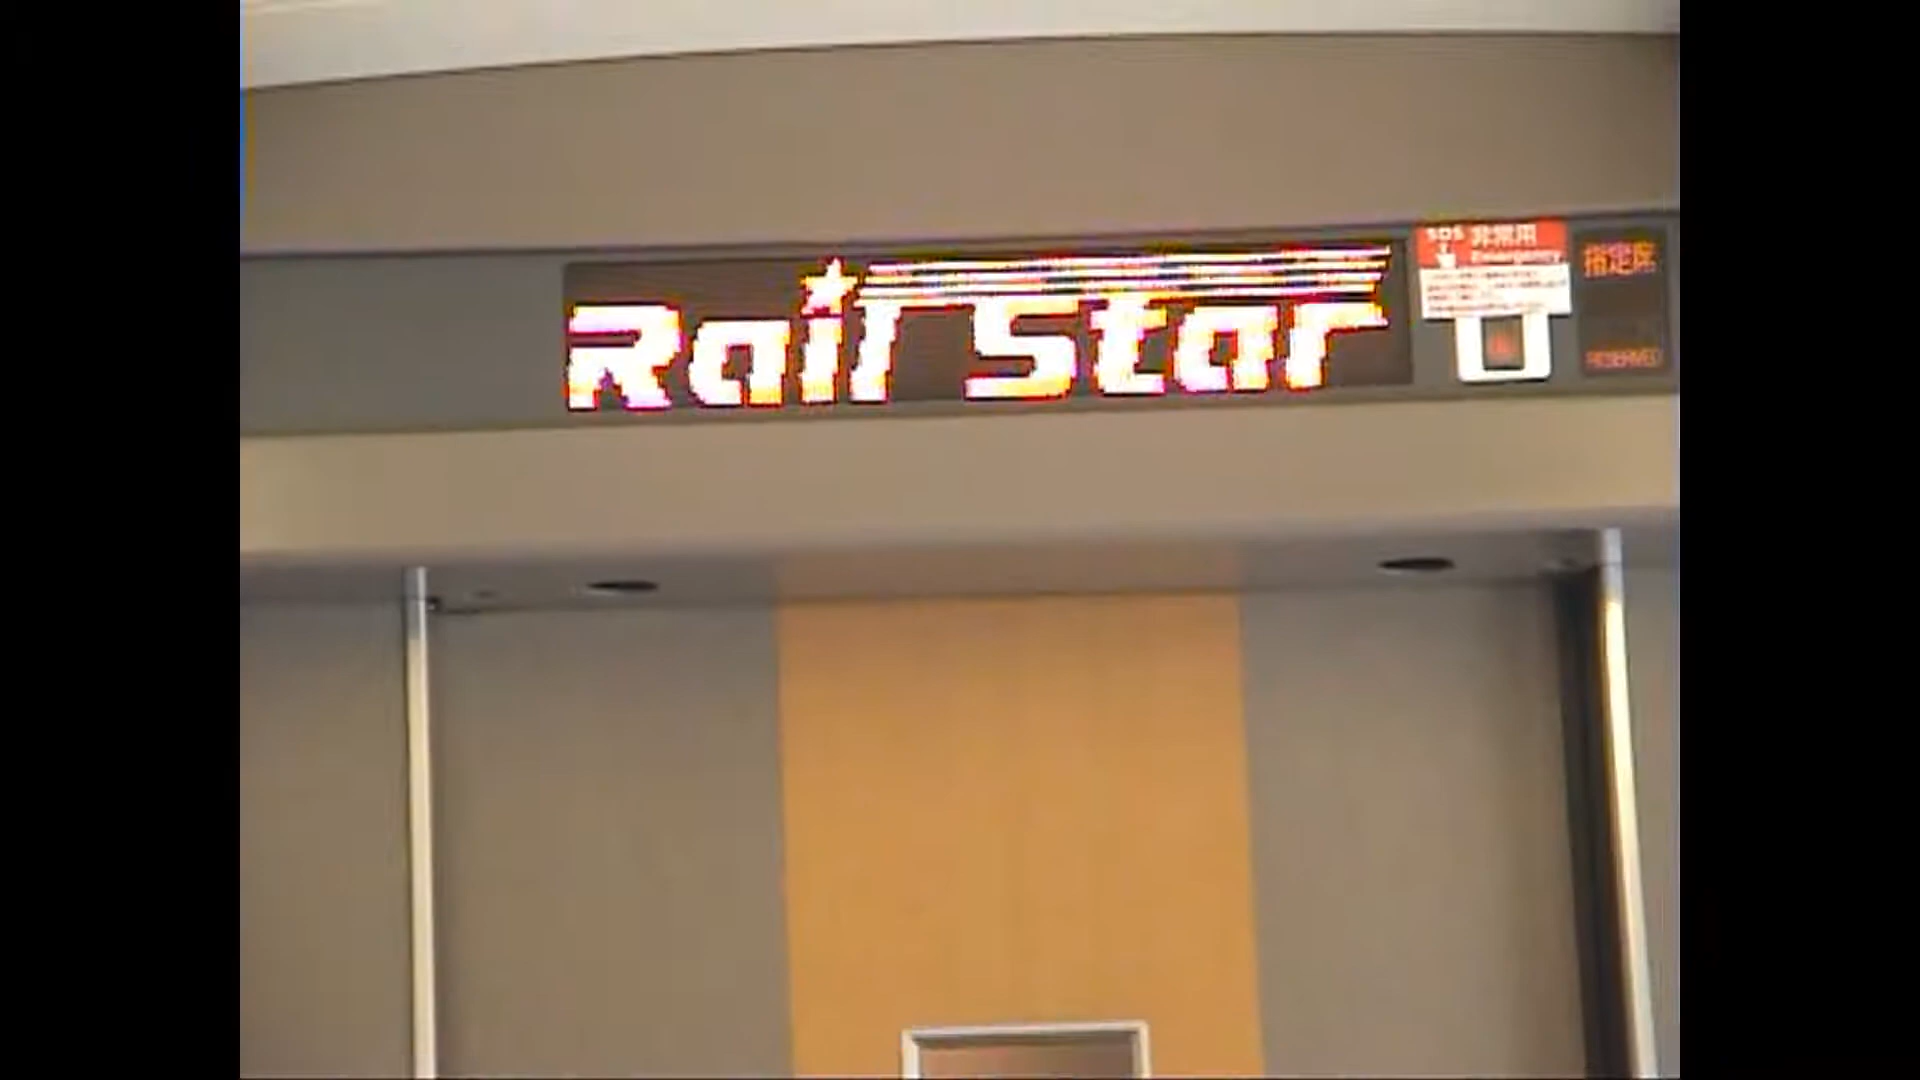 Rail Star
SOS 非常用
Emergency
指定席
RESERVED